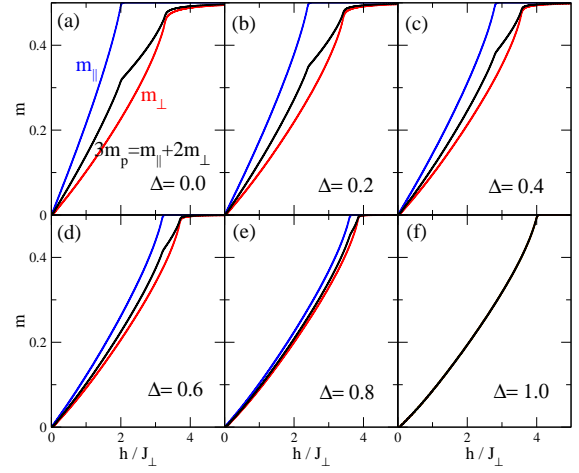 (a)
(b)
(c)
m∥
m⊥
3mp=m∥+2m⊥
Δ= 0.0
Δ= 0.2
Δ= 0.4
m
0.4
0.2
0
(d)
(e)
(f)
Δ= 0.6
Δ= 0.8
Δ= 1.0
m
0.4
0.2
0
0 2 4
0 2 4
0 2 4
h / J⊥
h / J⊥
h / J⊥